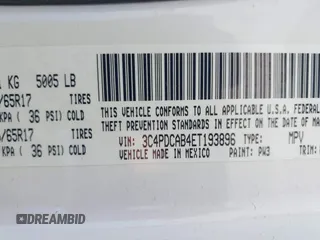 KG 5005 LB
/65R17 TIRES
KPA ( 36 PSI) COLD
/65R17 TIRES
KPA ( 36 PSI) COLD
THIS VEHICLE CONFORMS TO ALL APPLICABLE U.S.A. FEDERAL
THEFT PREVENTION STANDARDS IN EFFECT ON THE DATE OF
VIN: 3C4PDCAB4ET193896 TYPE: MPV
VEHICLE MADE IN MEXICO PAINT: PW3 TRIM:
©DREAMBID